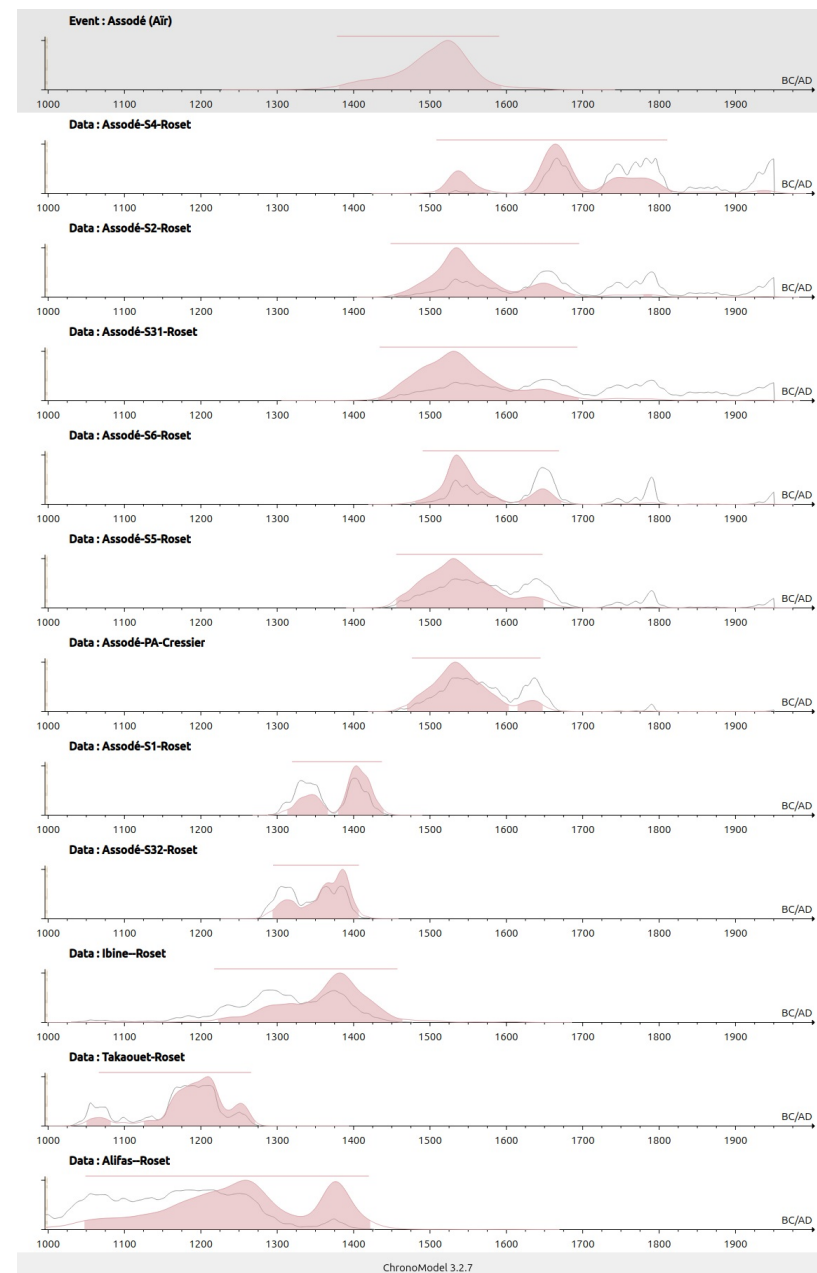 Event : Assodé (Aïr)
BC/AD
1000 1100 1200 1300 1400 1500 1600 1700 1800 1900
Data : Assodé-S4-Roset
BC/AD
1000 1100 1200 1300 1400 1500 1600 1700 1800 1900
Data : Assodé-S2-Roset
BC/AD
1000 1100 1200 1300 1400 1500 1600 1700 1800 1900
Data : Assodé-S31-Roset
BC/AD
1000 1100 1200 1300 1400 1500 1600 1700 1800 1900
Data : Assodé-S6-Roset
BC/AD
1000 1100 1200 1300 1400 1500 1600 1700 1800 1900
Data : Assodé-S5-Roset
BC/AD
1000 1100 1200 1300 1400 1500 1600 1700 1800 1900
Data : Assodé-PA-Cressier
BC/AD
1000 1100 1200 1300 1400 1500 1600 1700 1800 1900
Data : Assodé-S1-Roset
BC/AD
1000 1100 1200 1300 1400 1500 1600 1700 1800 1900
Data : Assodé-S32-Roset
BC/AD
1000 1100 1200 1300 1400 1500 1600 1700 1800 1900
Data : Ibine--Roset
BC/AD
1000 1100 1200 1300 1400 1500 1600 1700 1800 1900
Data : Takaouet-Roset
BC/AD
1000 1100 1200 1300 1400 1500 1600 1700 1800 1900
Data : Alifas--Roset
BC/AD
1000 1100 1200 1300 1400 1500 1600 1700 1800 1900
ChronoModel 3.2.7